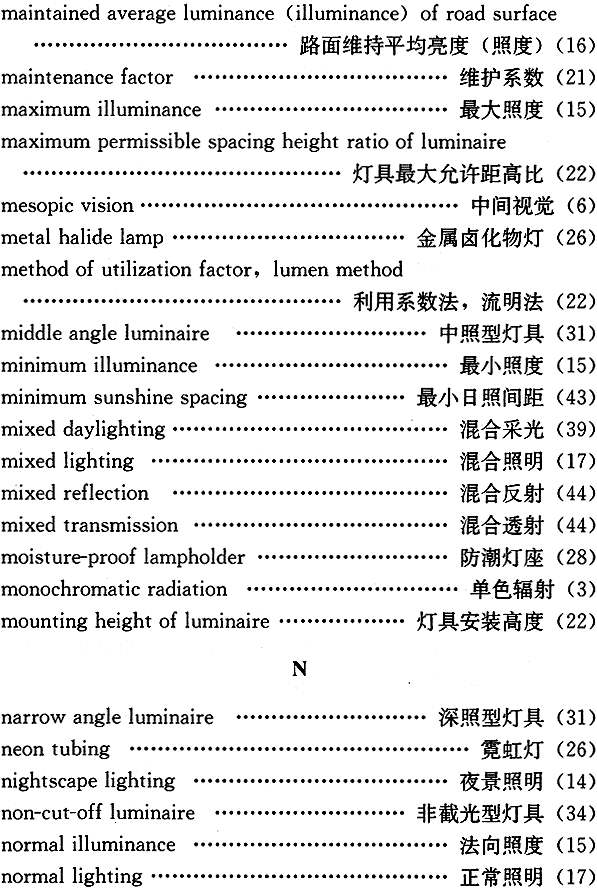 maintained average luminance（illuminance）of road surface
…………………………… 路面维持平均亮度（照度）(16)
maintenance factor …………………………… 维护系数 (21)
maximum illuminance ………………………… 最大照度 (15)
maximum permissible spacing height ratio of luminaire
…………………………………… 灯具最大允许距高比 (22)
mesopic vision …………………………………… 中间视觉 (6)
metal halide lamp ………………………… 金属卤化物灯 (26)
method of utilization factor，lumen method
…………………………………… 利用系数法，流明法 (22)
middle angle luminaire …………………… 中照型灯具 (31)
minimum illuminance ………………………… 最小照度 (15)
minimum sunshine spacing ………………… 最小日照间距 (43)
mixed daylighting ……………………………… 混合采光 (39)
mixed lighting ………………………………… 混合照明 (17)
mixed reflection ……………………………… 混合反射 (44)
mixed transmission …………………………… 混合透射 (44)
moisture-proof lampholder …………………… 防潮灯座 (28)
monochromatic radiation ……………………… 单色辐射 (3)
mounting height of luminaire ……………… 灯具安装高度 (22)
N
narrow angle luminaire …………………… 深照型灯具 (31)
neon tubing ……………………………………… 霓虹灯 (26)
nightscape lighting …………………………… 夜景照明 (14)
non-cut-off luminaire …………………… 非截光型灯具 (34)
normal illuminance …………………………… 法向照度 (15)
normal lighting ………………………………… 正常照明 (17)